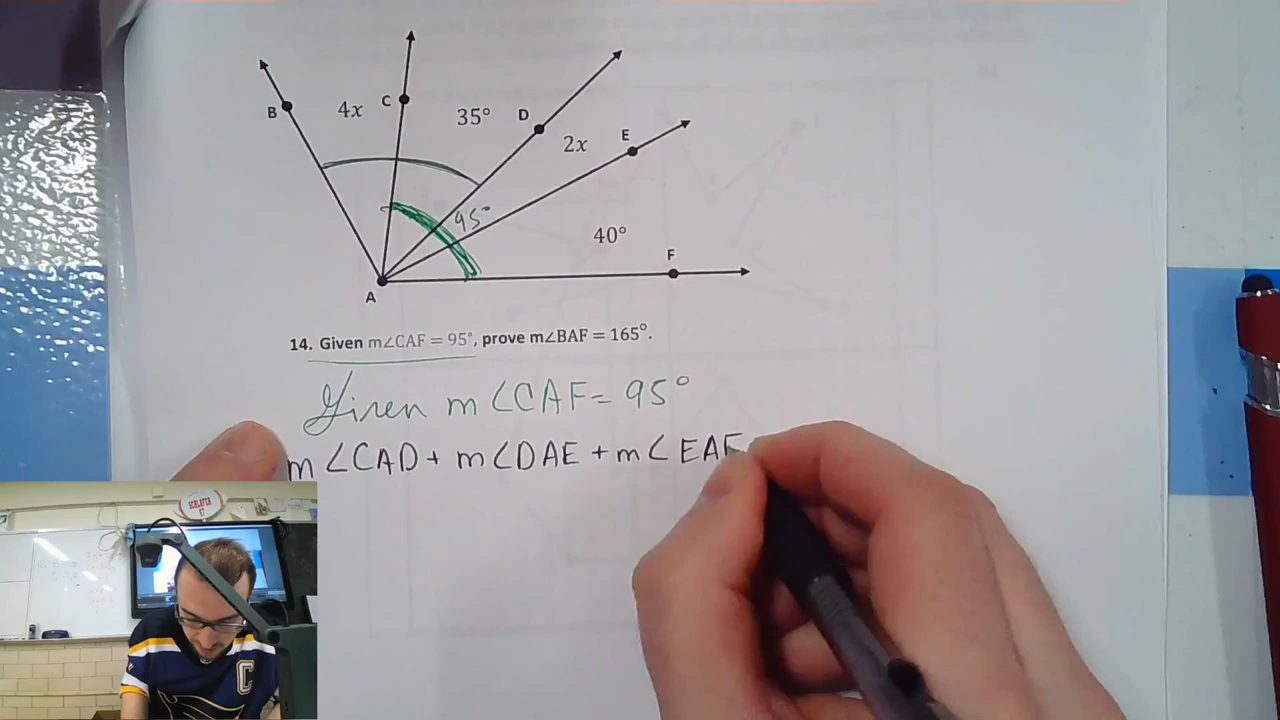 B
4x
C
35°
D
2x
E
95°
40°
F
A
14. Given m∠CAF = 95°, prove m∠BAF = 165°.
Given m∠CAF = 95°
m∠CAD + m∠DAE + m∠EAF
C